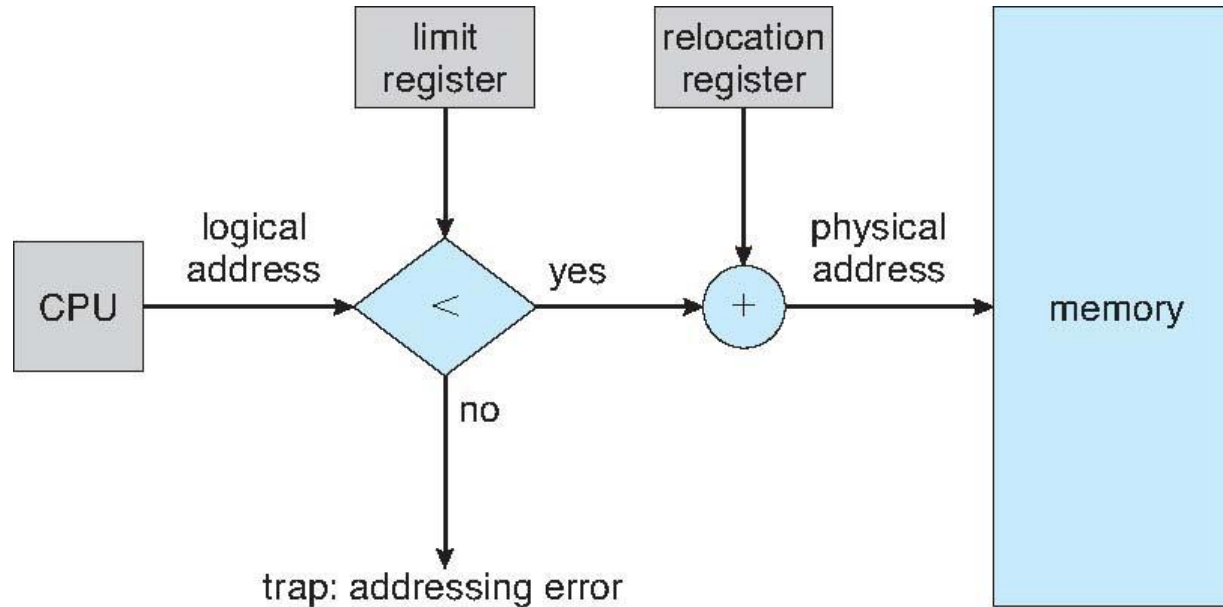 limit
register
relocation
register
logical
address
physical
address
CPU
<
yes
+
memory
no
trap: addressing error